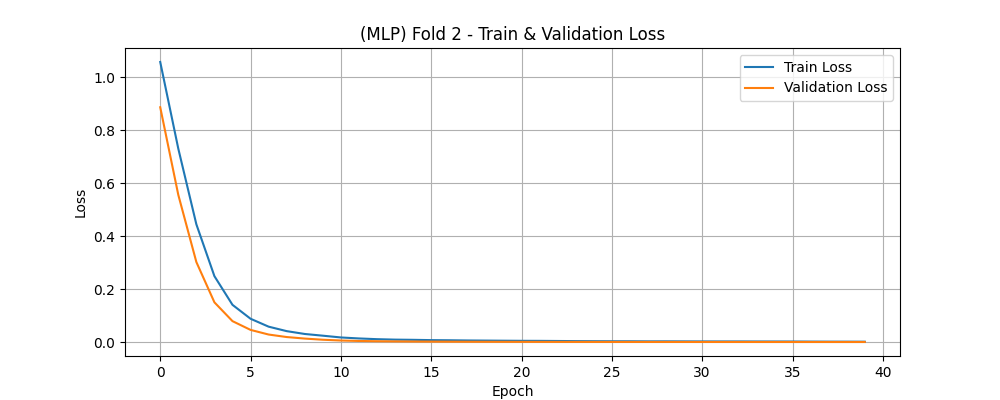 (MLP) Fold 2 - Train & Validation Loss
Train Loss
Validation Loss
1.0
0.8
0.6
0.4
0.2
0.0
Loss
0 5 10 15 20 25 30 35 40
Epoch